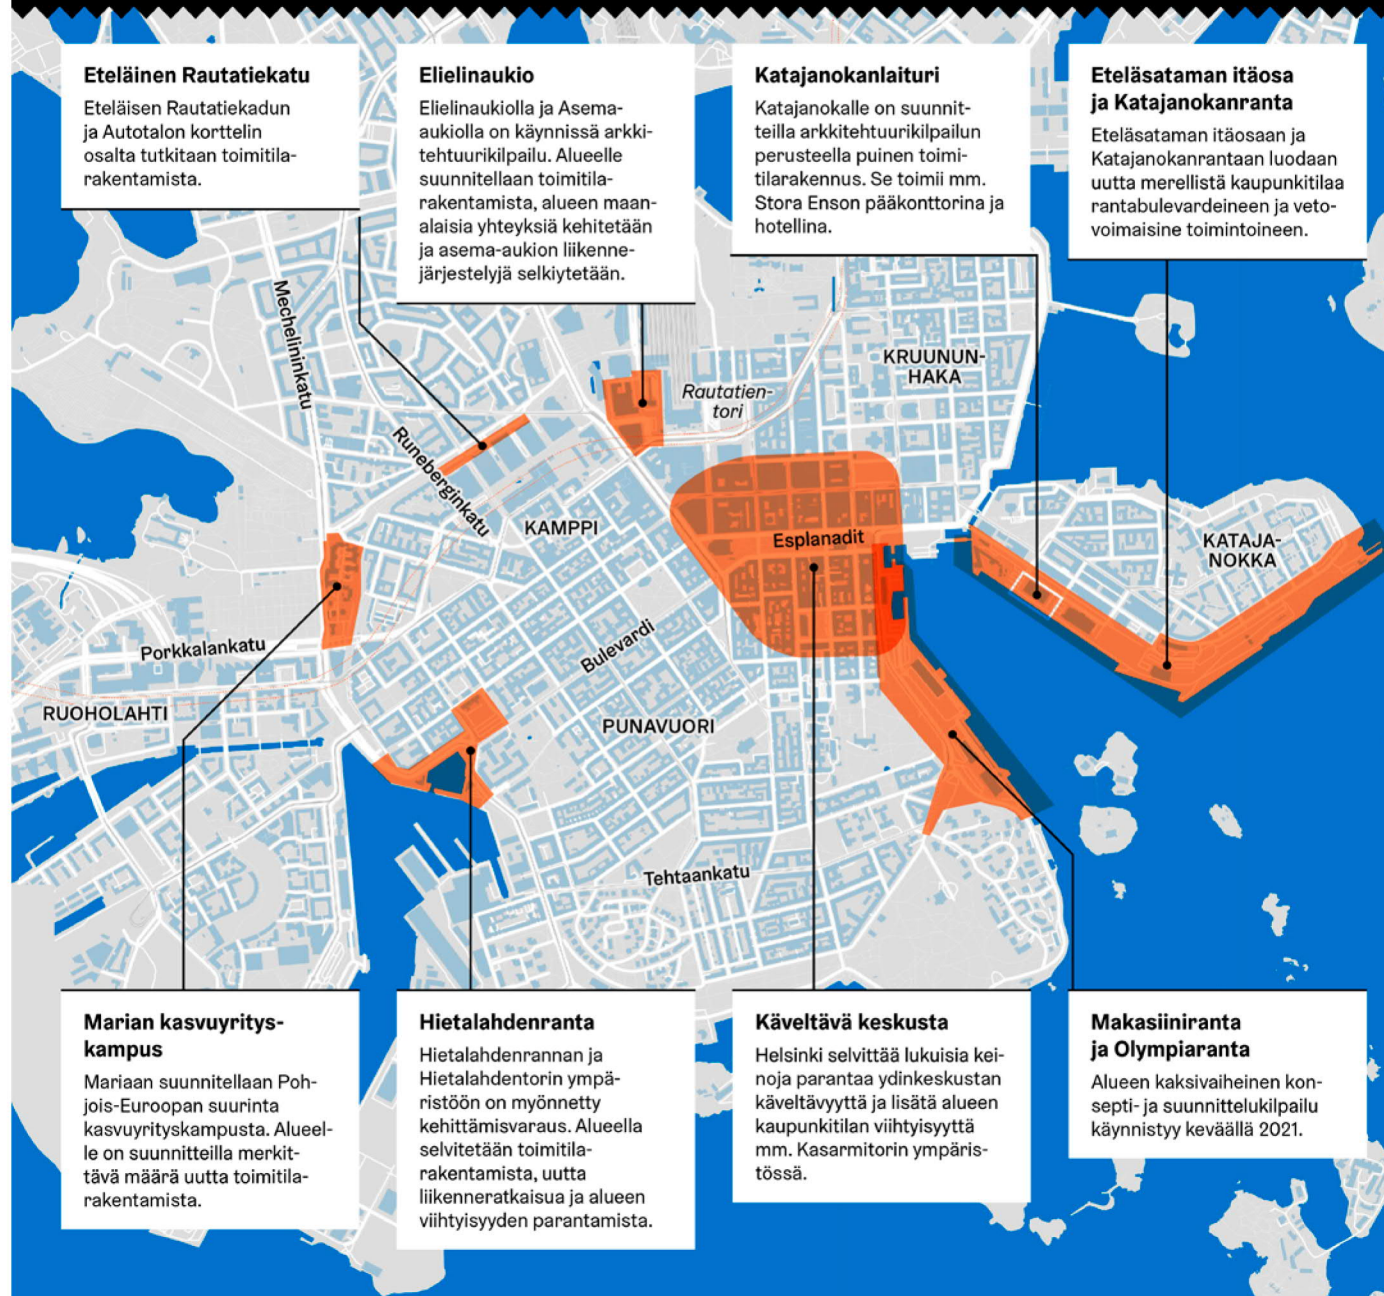 Eteläinen Rautatiekatu
Eteläisen Rautatiekadun
ja Autotalon korttelin
osalta tutkitaan toimitila-
rakentamista.
Elielinaukio
Elielinaukiolla ja Asema-
aukiolla on käynnissä arkki-
tehtuurikilpailu. Alueelle
suunnitellaan toimitila-
rakentamista, alueen maan-
alaisia yhteyksiä kehitetään
ja asema-aukion liikenne-
järjestelyjä selkiytetään.
Katajanokanlaituri
Katajanokalle on suunnit-
teilla arkkitehtuurikilpailun
perusteella puinen toimi-
tilarakennus. Se toimii mm.
Stora Enson pääkonttorina ja
hotellina.
Eteläsataman itäosa
ja Katajanokanranta
Eteläsataman itäosaan ja
Katajanokanrantaan luodaan
uutta merellistä kaupunkitilaa
rantabulevardeineen ja veto-
voimaisine toimintoineen.
Mechelininkatu
Rautatien-
tori
KRUUNUN-
HAKA
Runeberginkatu
KAMPPI
Esplanadit
KATAJA-
NOKKA
Porkkalankatu
Bulevardi
RUOHOLAHTI
PUNAVUORI
Tehtaankatu
Marian kasvuyritys-
kampus
Mariaan suunnitellaan Poh-
jois-Euroopan suurinta
kasvuyrityskampusta. Alueel-
le on suunnitteilla merkit-
tävä määrä uutta toimitila-
rakentamista.
Hietalahdenranta
Hietalahdenrannan ja
Hietalahdentorin ympä-
ristöön on myönnetty
kehittämisvaraus. Alueella
selvitetään toimitila-
rakentamista, uutta
liikenneratkaisua ja alueen
viihtyisyyden parantamista.
Käveltävä keskusta
Helsinki selvittää lukuisia kei-
noja parantaa ydinkeskustan
käveltävyyttä ja lisätä alueen
kaupunkitilan viihtyisyyttä
mm. Kasarmitorin ympäris-
tössä.
Makasiiniranta
ja Olympiaranta
Alueen kaksivaiheinen kon-
septi- ja suunnittelukilpailu
käynnistyy keväällä 2021.